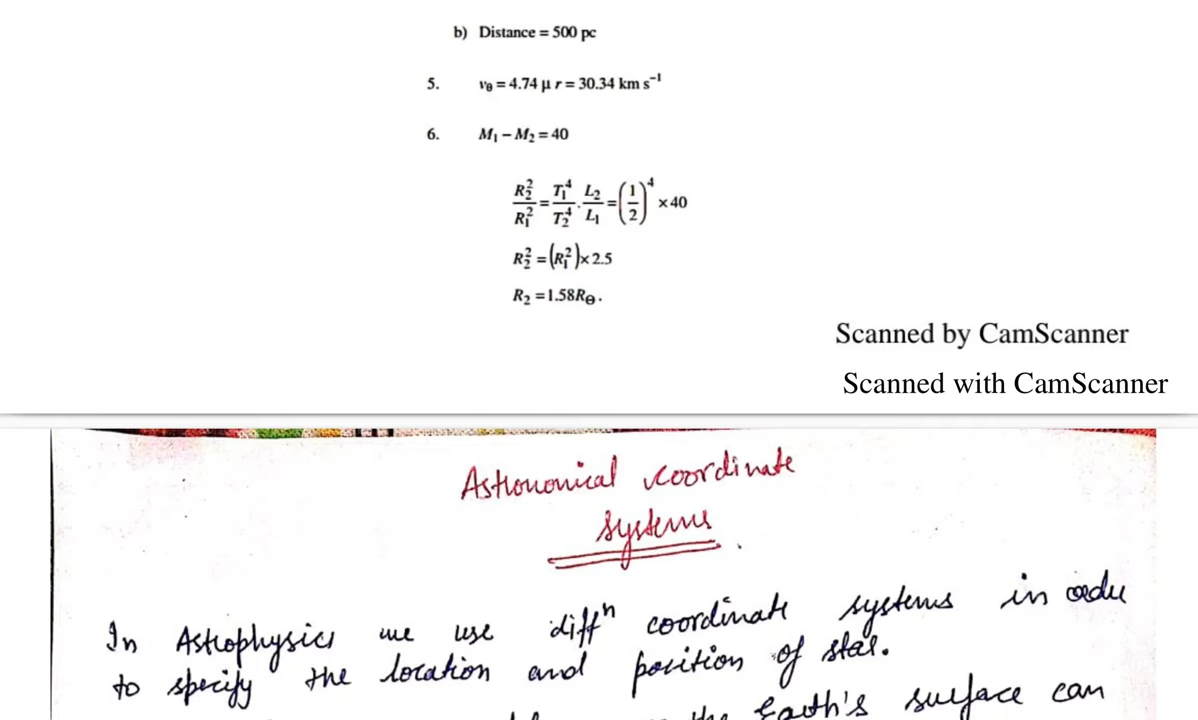 b) Distance = 500 pc
5. vθ = 4.74 μ r = 30.34 km s⁻¹
6. M₁ – M₂ = 40
R₂²/R₁² = T₁⁴/T₂⁴ . L₂/L₁ = (1/2)⁴ × 40
R₂² = (R₁²) × 2.5
R₂ = 1.58R⊖.
Scanned by CamScanner
Scanned with CamScanner
Astronomical coordinate
systems
In Astrophysics we use diffⁿ coordinate systems in order
to specify the location and position of star.
the Earth's surface can